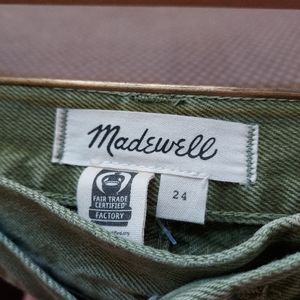 Madewell
FAIR TRADE
CERTIFIED
FACTORY
24